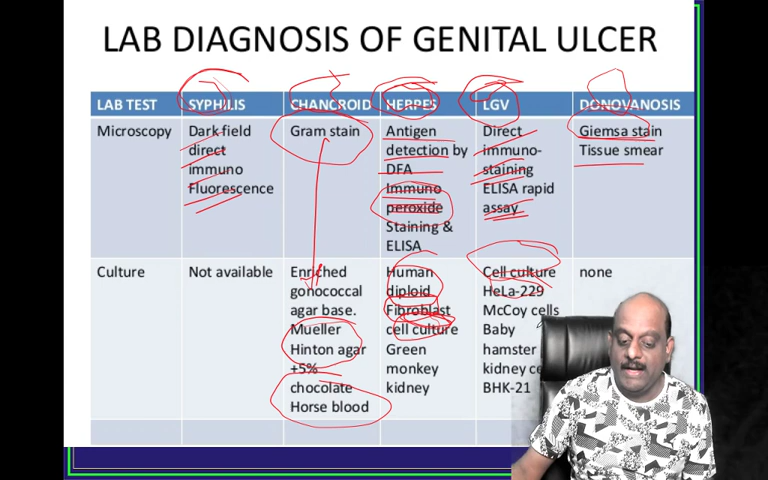 LAB DIAGNOSIS OF GENITAL ULCER
LAB TEST
SYPHILIS
CHANCROID
HERPES
LGV
DONOVANOSIS
Microscopy
Dark field
direct
immuno
Fluorescence
Gram stain
Antigen
detection by
DFA
Immuno
peroxide
Staining &
ELISA
Direct
immuno-
staining
ELISA rapid
assay
Giemsa stain
Tissue smear
Culture
Not available
Enriched
gonococcal
agar base.
Mueller
Hinton agar
+5%
chocolate
Horse blood
Human
diploid
Fibroblast
cell culture
Green
monkey
kidney
Cell culture
HeLa-229
McCoy cells
Baby
hamster
kidney ce
BHK-21
none